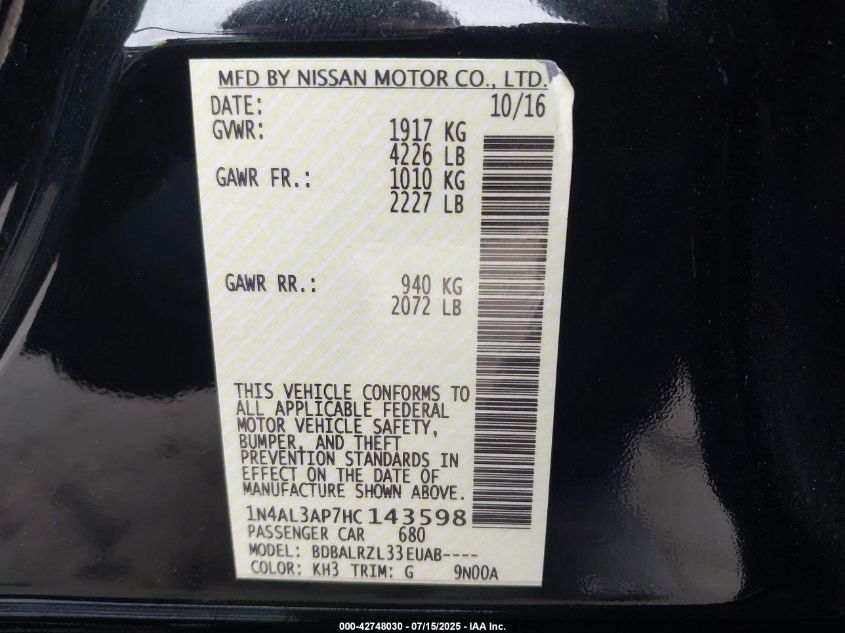 MFD BY NISSAN MOTOR CO., LTD.
DATE: 10/16
GVWR: 1917 KG
4226 LB
GAWR FR.: 1010 KG
2227 LB
GAWR RR.: 940 KG
2072 LB
THIS VEHICLE CONFORMS TO
ALL APPLICABLE FEDERAL
MOTOR VEHICLE SAFETY,
BUMPER, AND THEFT
PREVENTION STANDARDS IN
EFFECT ON THE DATE OF
MANUFACTURE SHOWN ABOVE.
1N4AL3AP7HC143598
PASSENGER CAR 680
MODEL: BDBALRZL33EUAB----
COLOR: KH3 TRIM: G 9N00A
000-42748030 - 07/15/2025 - IAA Inc.